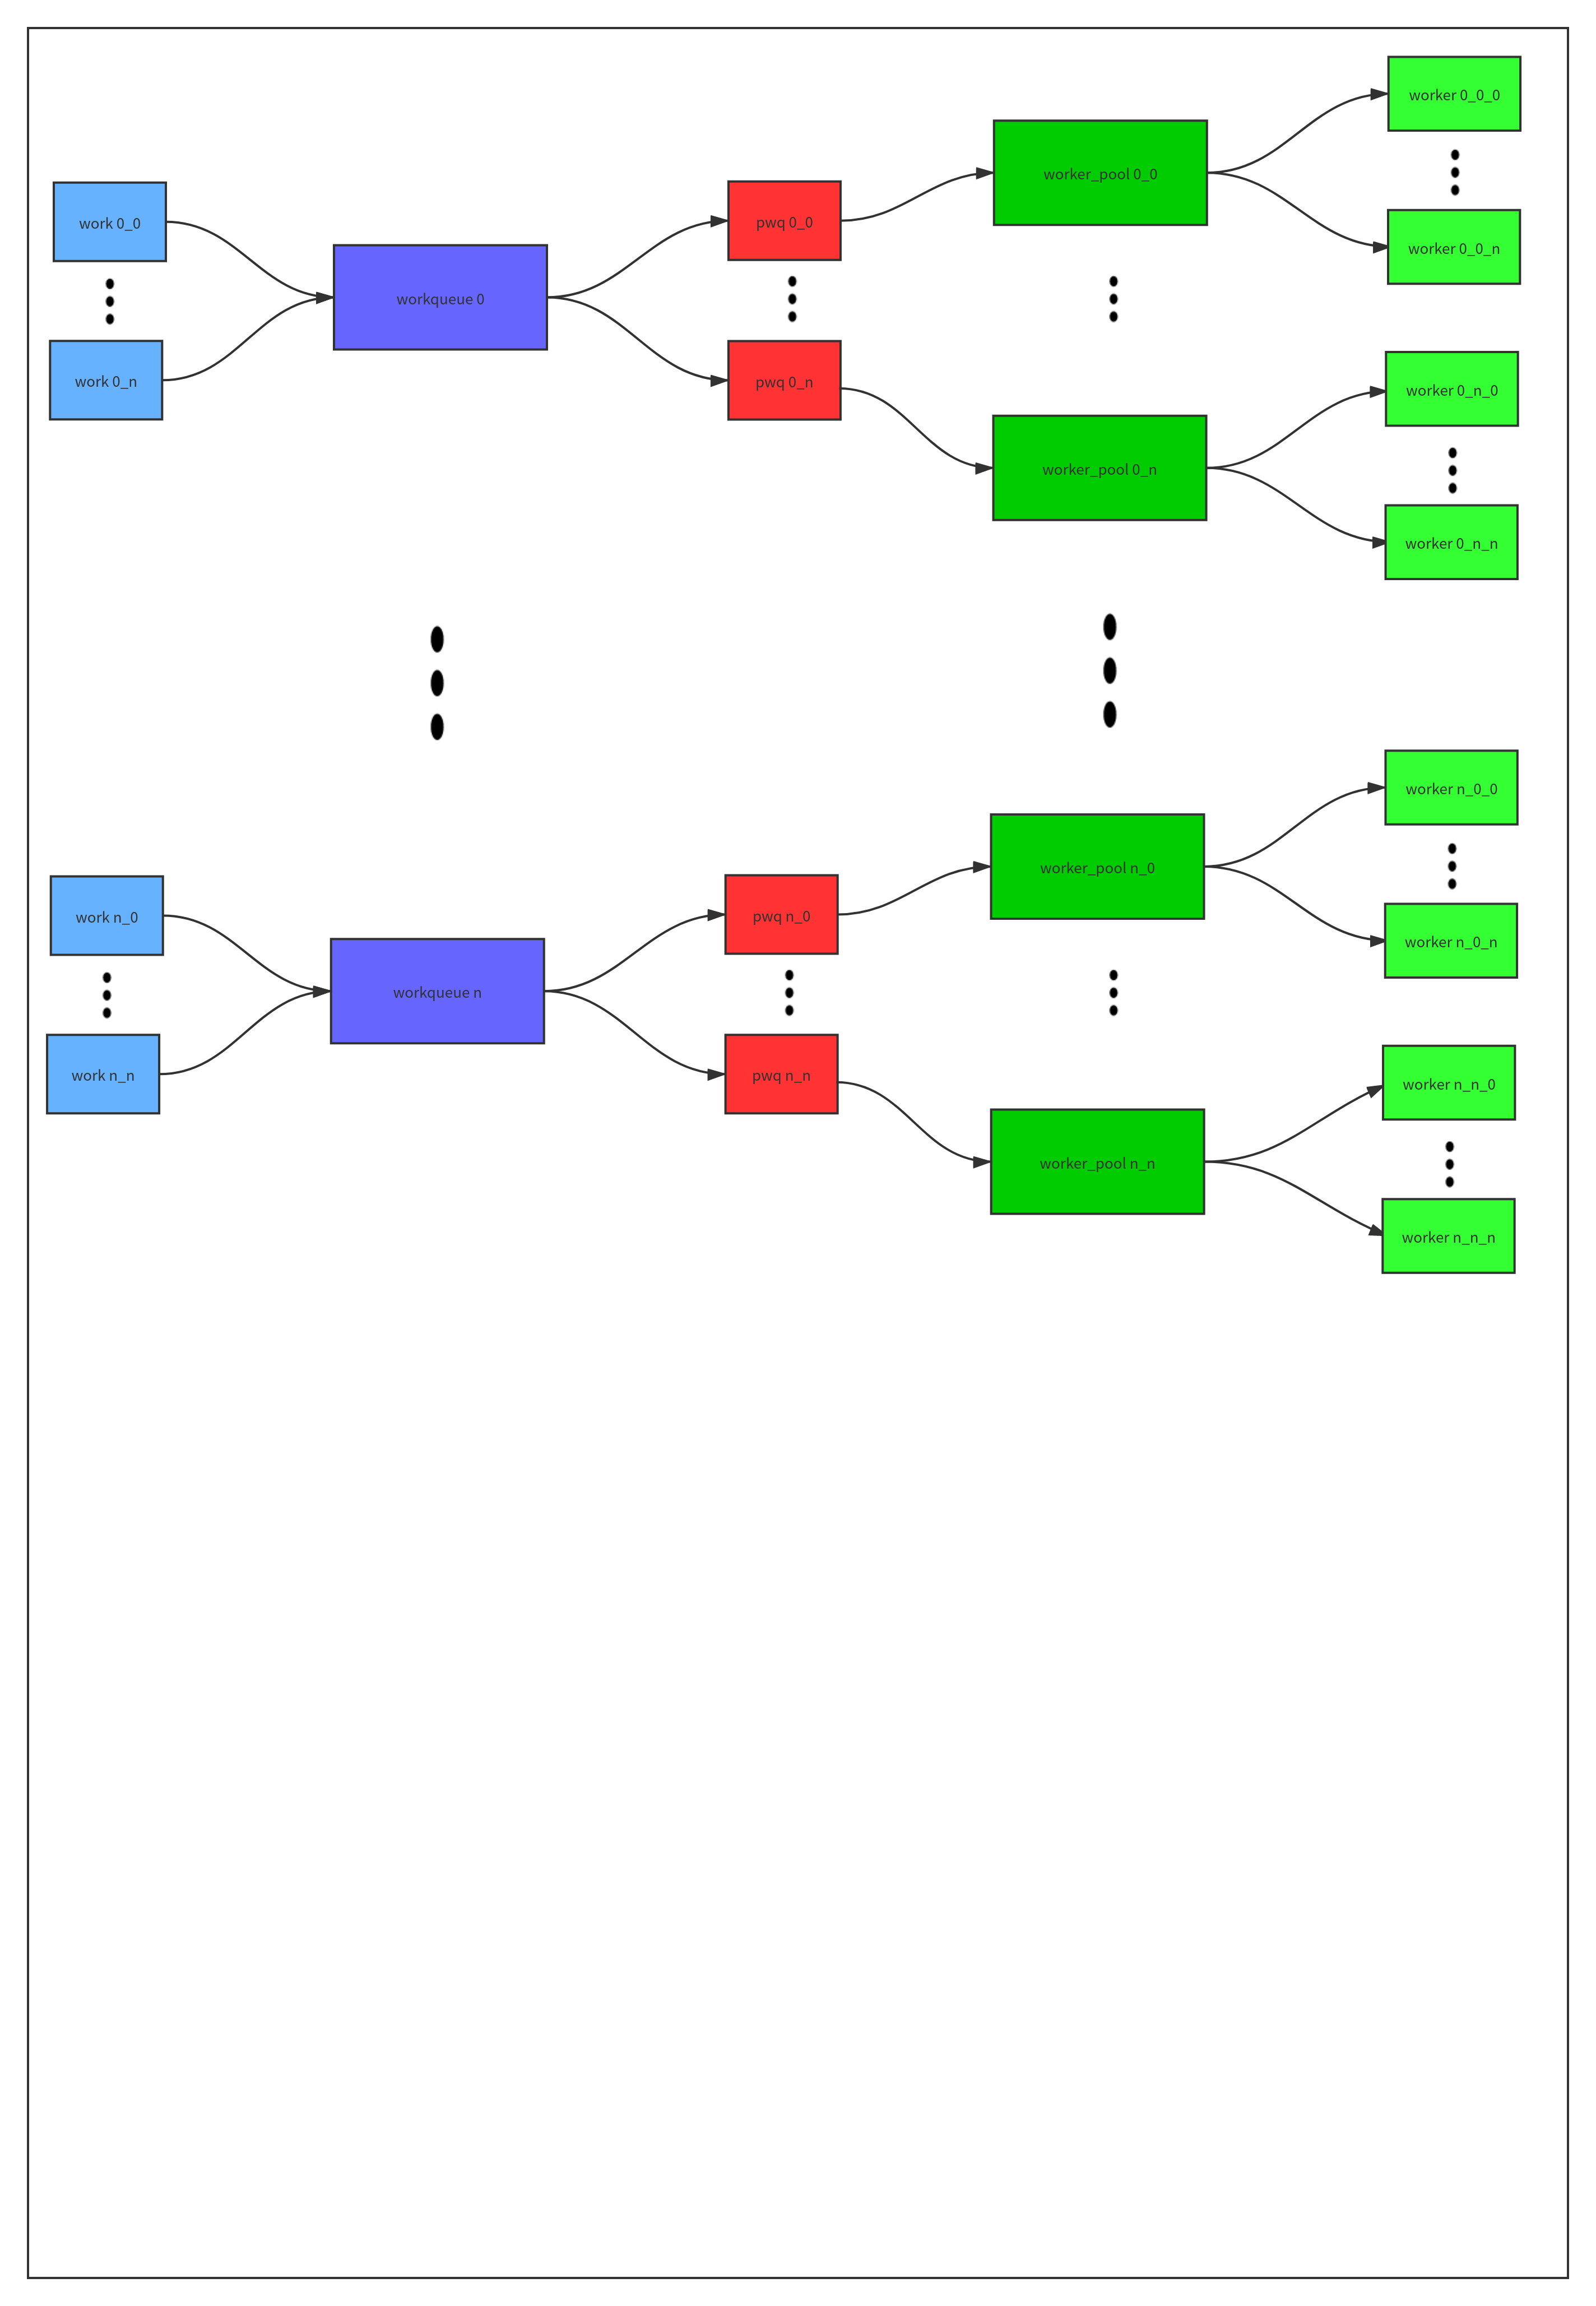 work 0_0
work 0_n
workqueue 0
pwq 0_0
pwq 0_n
worker_pool 0_0
worker_pool 0_n
worker 0_0_0
worker 0_0_n
worker 0_n_0
worker 0_n_n
work n_0
work n_n
workqueue n
pwq n_0
pwq n_n
worker_pool n_0
worker_pool n_n
worker n_0_0
worker n_0_n
worker n_n_0
worker n_n_n